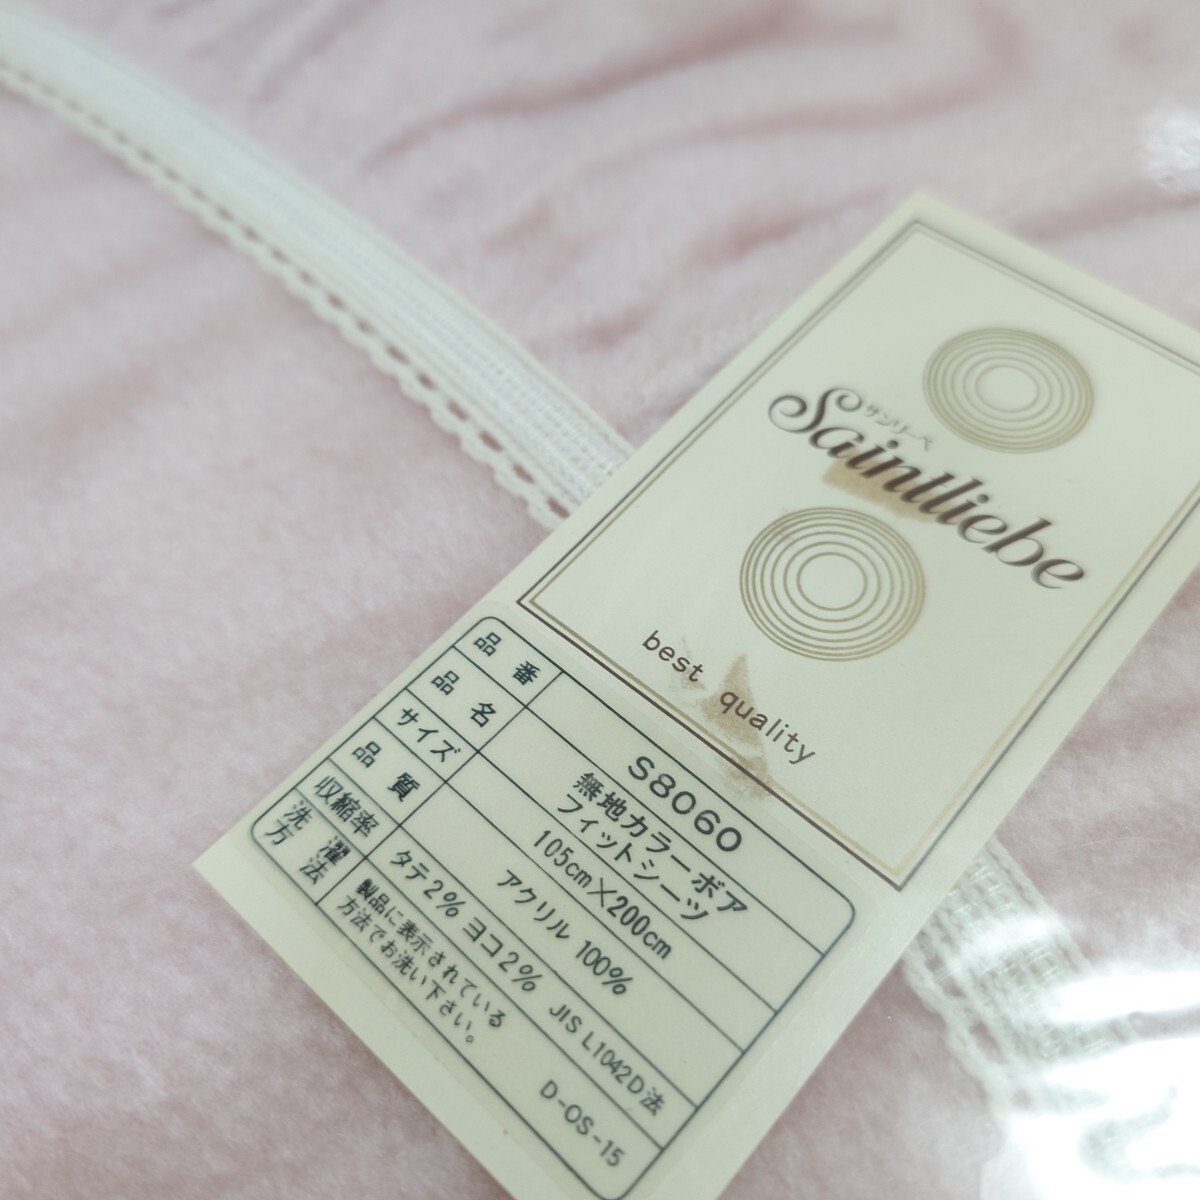 サンリーベ
Saintliebe
best quality
品番 S8060
品名 無地カラーボア
フィットシーツ
サイズ 105cm×200cm
品質 アクリル 100%
収縮率 タテ2% ヨコ2% JIS L1042D法
洗濯方法 製品に表示されている
方法でお洗い下さい。
D-OS-15